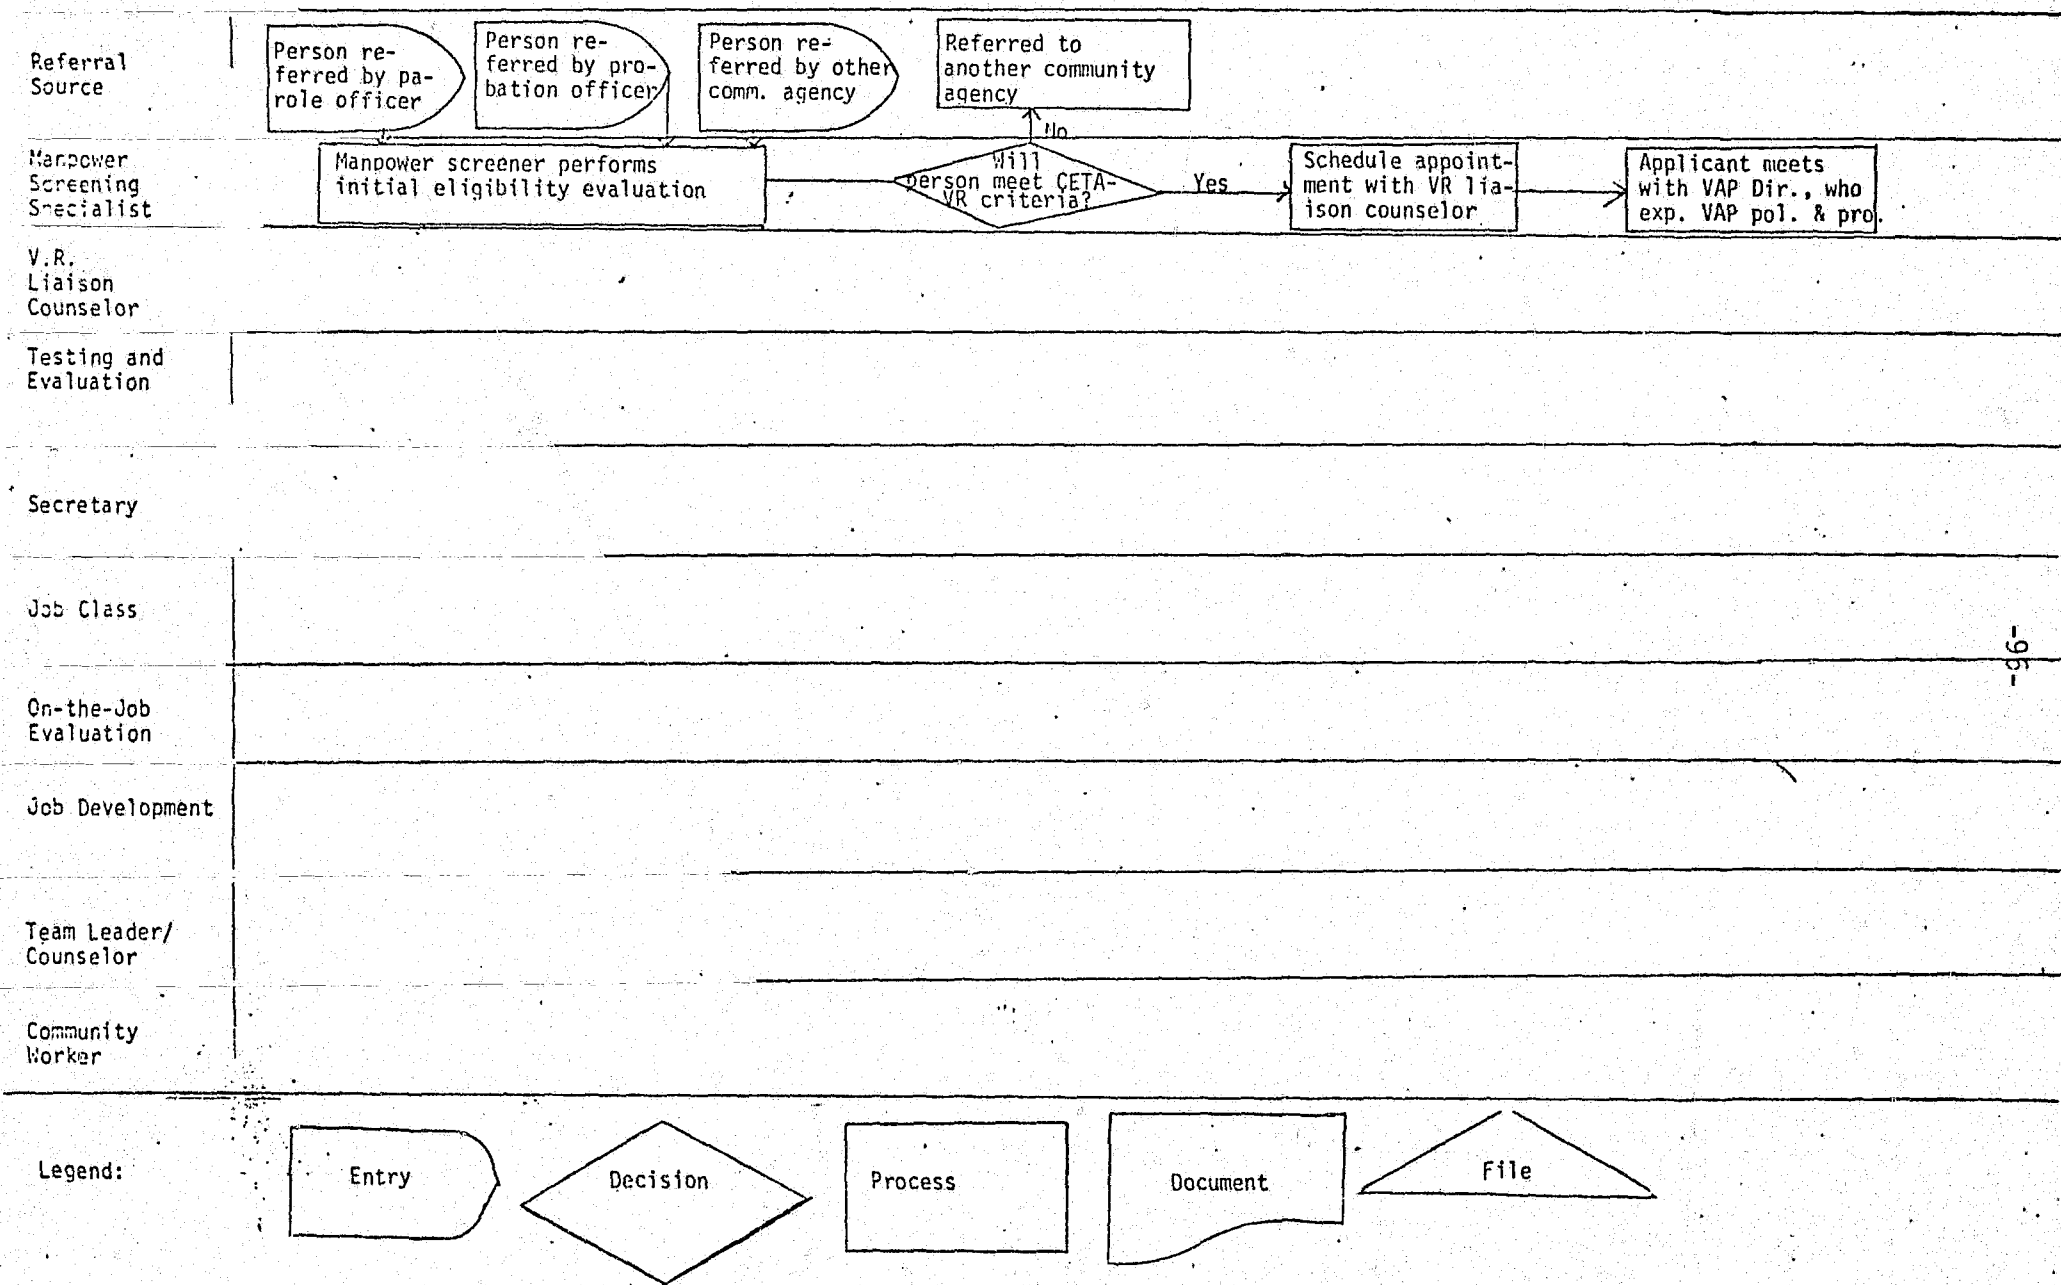 Referral
Source
Person re-
ferred by pa-
role officer
Person re-
ferred by pro-
bation officer
Person re-
ferred by other
comm. agency
Referred to
another community
agency
No
Manpower
Screening
Specialist
Manpower screener performs
initial eligibility evaluation
Will
person meet CETA-
VR criteria?
Yes
Schedule appoint-
ment with VR lia-
ison counselor
Applicant meets
with VAP Dir., who
exp. VAP pol. & pro.
V.R.
Liaison
Counselor
Testing and
Evaluation
Secretary
Job Class
-96-
On-the-Job
Evaluation
Job Development
Team Leader/
Counselor
Community
Worker
Legend:
Entry
Decision
Process
Document
File